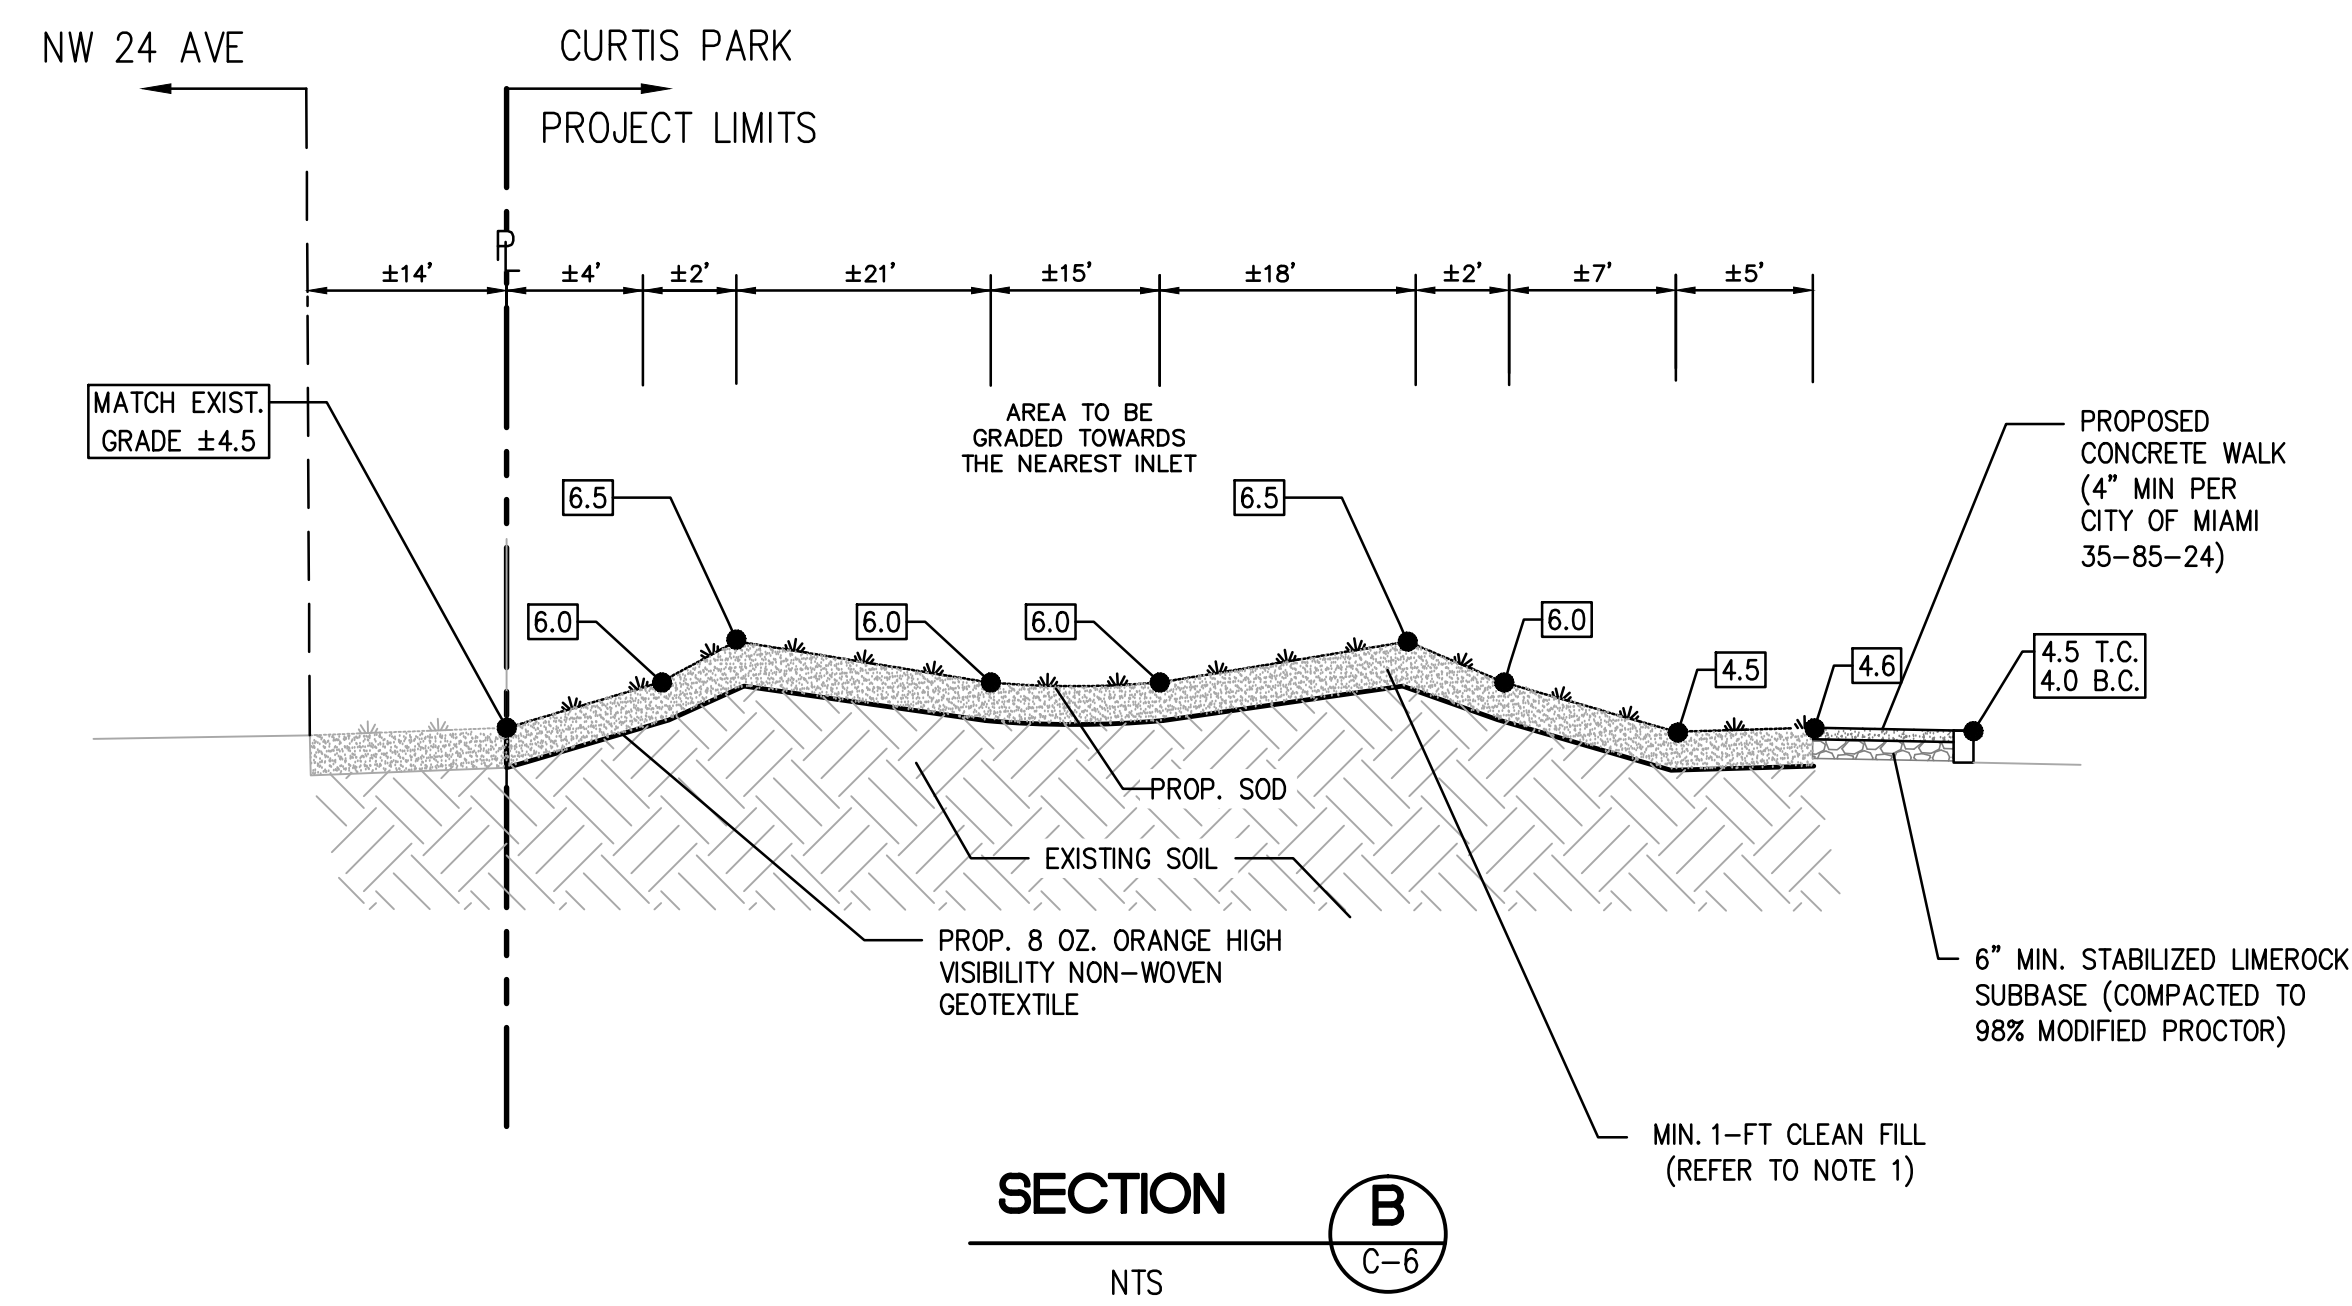 NW 24 AVE
CURTIS PARK
PROJECT LIMITS
PL
±14’
±4’
±2’
±21’
±15’
±18’
±2’
±7’
±5’
MATCH EXIST.
GRADE ±4.5
AREA TO BE
GRADED TOWARDS
THE NEAREST INLET
PROPOSED
CONCRETE WALK
(4” MIN PER
CITY OF MIAMI
35-85-24)
6.5
6.5
6.0
6.0
6.0
6.0
4.5
4.6
4.5 T.C.
4.0 B.C.
PROP. SOD
EXISTING SOIL
PROP. 8 OZ. ORANGE HIGH
VISIBILITY NON-WOVEN
GEOTEXTILE
6” MIN. STABILIZED LIMEROCK
SUBBASE (COMPACTED TO
98% MODIFIED PROCTOR)
MIN. 1-FT CLEAN FILL
(REFER TO NOTE 1)
SECTION
B
C-6
NTS